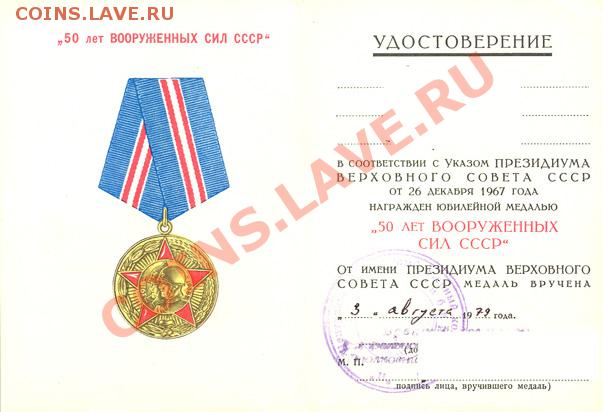 COINS.LAVE.RU
„50 лет ВООРУЖЕННЫХ СИЛ СССР“
УДОСТОВЕРЕНИЕ
В СООТВЕТСТВИИ С УКАЗОМ ПРЕЗИДИУМА
ВЕРХОВНОГО СОВЕТА СССР
ОТ 26 ДЕКАБРЯ 1967 ГОДА
НАГРАЖДЕН ЮБИЛЕЙНОЙ МЕДАЛЬЮ
„50 ЛЕТ ВООРУЖЕННЫХ
СИЛ СССР“
ОТ ИМЕНИ ПРЕЗИДИУМА ВЕРХОВНОГО
СОВЕТА СССР МЕДАЛЬ ВРУЧЕНА
„3“ августа 1979 года.
(до
М. П.
подпись лица, вручившего медаль)
COINS.LAVE.RU